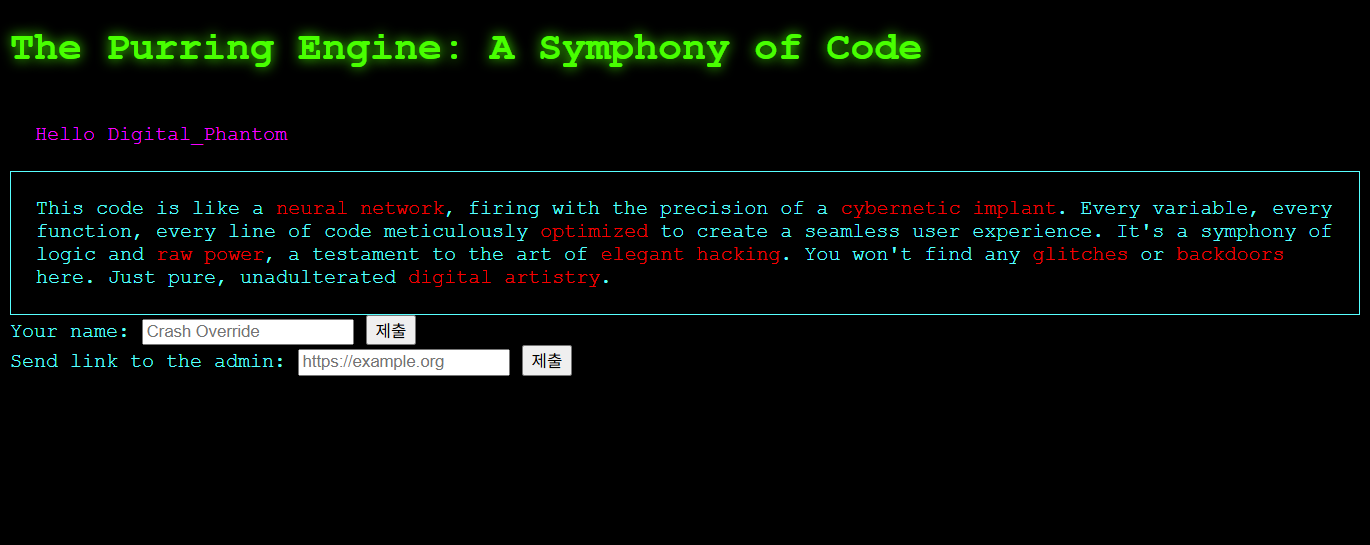 The Purring Engine: A Symphony of Code
Hello Digital_Phantom
This code is like a neural network, firing with the precision of a cybernetic implant. Every variable, every
function, every line of code meticulously optimized to create a seamless user experience. It's a symphony of
logic and raw power, a testament to the art of elegant hacking. You won't find any glitches or backdoors
here. Just pure, unadulterated digital artistry.
Your name: Crash Override 제출
Send link to the admin: https://example.org 제출